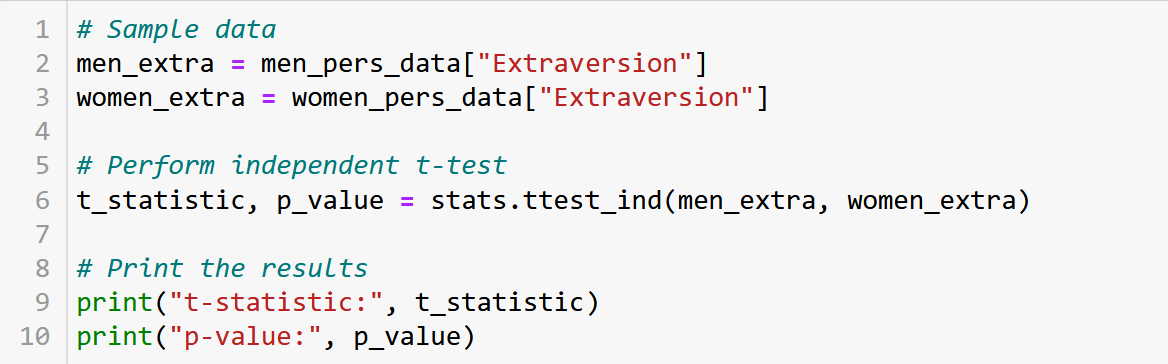 1 # Sample data
2 men_extra = men_pers_data["Extraversion"]
3 women_extra = women_pers_data["Extraversion"]
4
5 # Perform independent t-test
6 t_statistic, p_value = stats.ttest_ind(men_extra, women_extra)
7
8 # Print the results
9 print("t-statistic:", t_statistic)
10 print("p-value:", p_value)